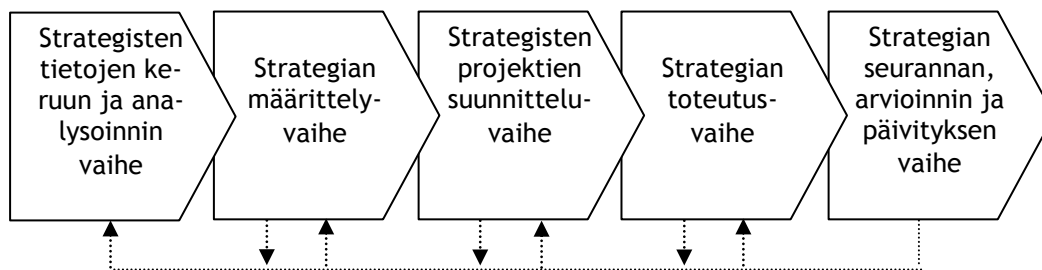 Strategisten
tietojen ke-
ruun ja ana-
lysoinnin
vaihe
Strategian
määrittely-
vaihe
Strategisten
projektien
suunnittelu-
vaihe
Strategian
toteutus-
vaihe
Strategian
seurannan,
arvioinnin ja
päivityksen
vaihe